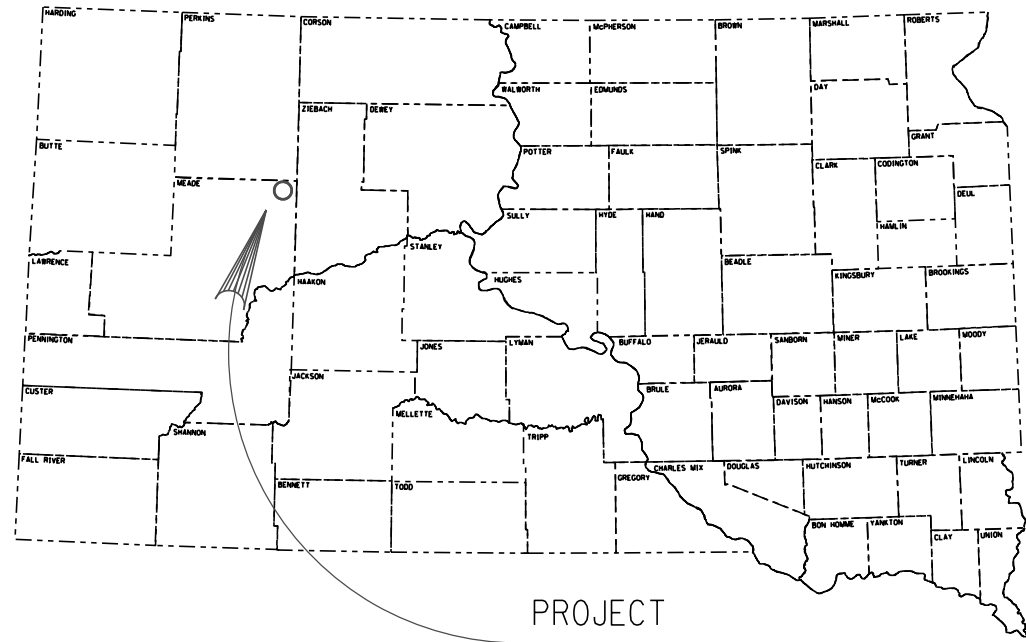 HARDING
PERKINS
CORSON
CAMPBELL
McPHERSON
BROWN
MARSHALL
ROBERTS
WALWORTH
EDMUNDS
DAY
ZIEBACH
DEWEY
GRANT
BUTTE
POTTER
FAULK
SPINK
CLARK
CODINGTON
MEADE
DEUL
SULLY
HYDE
HAND
HAMLIN
STANLEY
LAWRENCE
BEADLE
KINGSBURY
BROOKINGS
HAAKON
HUGHES
PENNINGTON
JONES
LYMAN
BUFFALO
JERAULD
SANBORN
MINER
LAKE
MOODY
JACKSON
CUSTER
BRULE
AURORA
DAVISON
HANSON
McCOOK
MINNEHAHA
MELLETTE
SHANNON
TRIPP
FALL RIVER
CHARLES MIX
DOUGLAS
HUTCHINSON
TURNER
LINCOLN
GREGORY
BENNETT
TODD
BON HOMME
YANKTON
CLAY
UNION
PROJECT